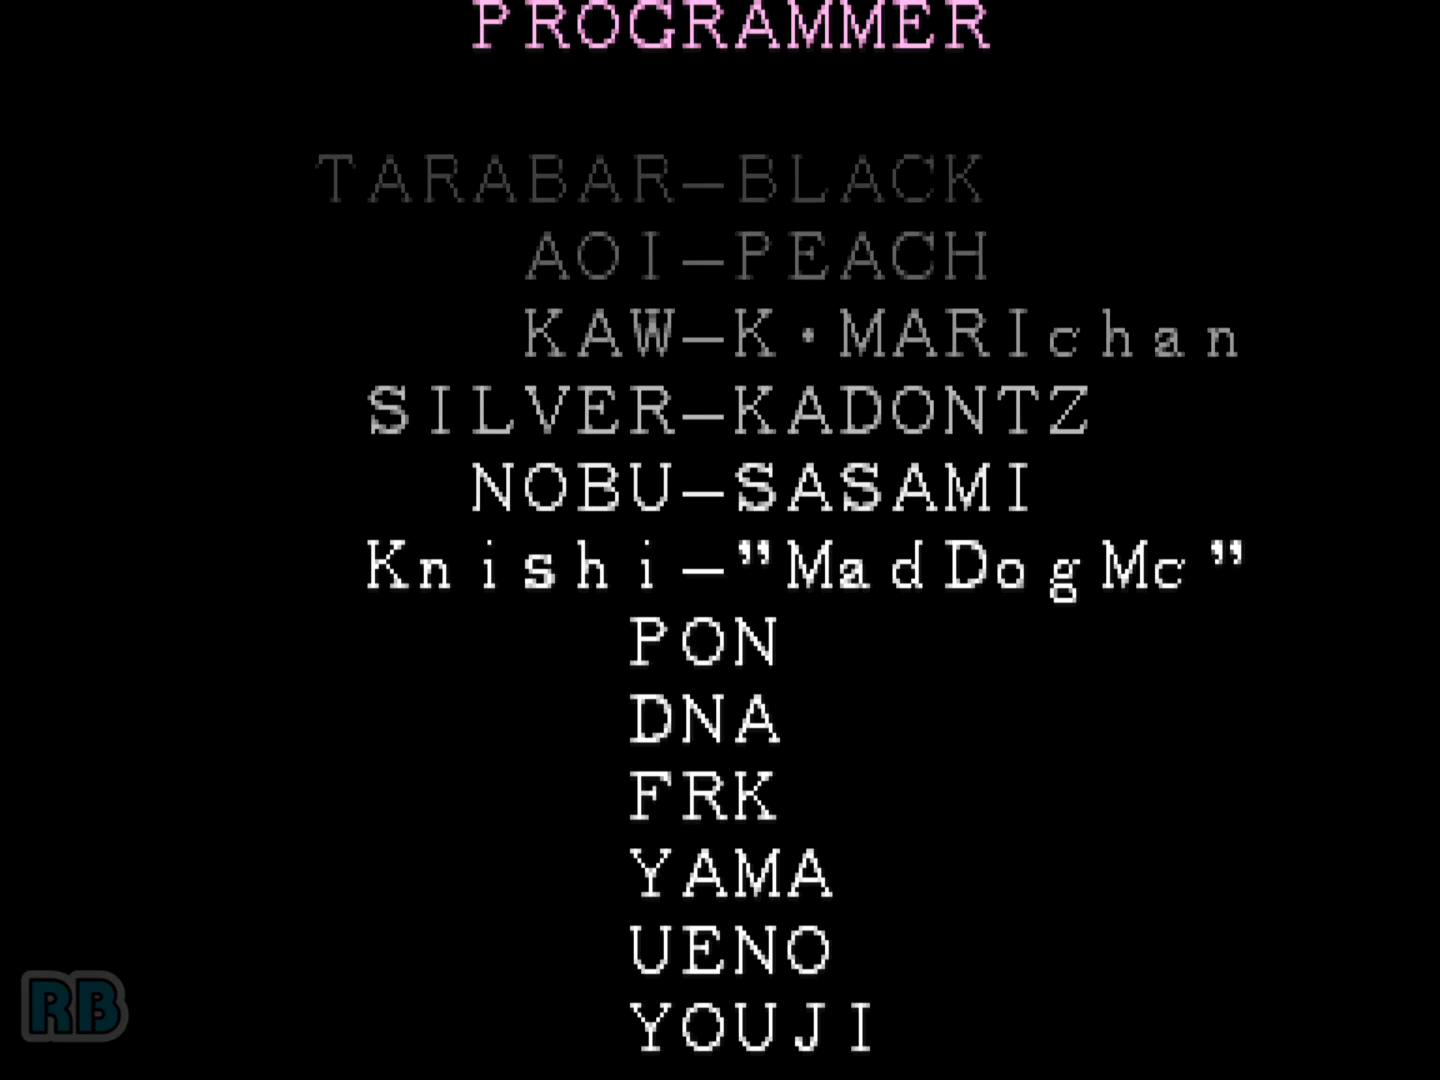 PROGRAMMER
TARABAR—BLACK
AOI—PEACH
KAW—K・MARIchan
SILVER—KADONTZ
NOBU—SASAMI
Knishi—"MadDogMc"
PON
DNA
FRK
YAMA
UENO
YOUJI
RB